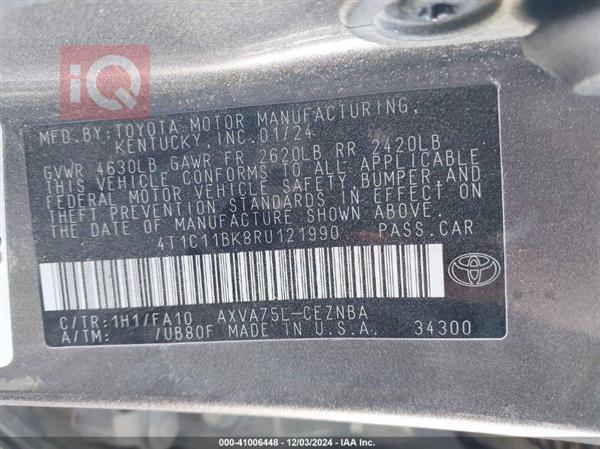 iQ
MFD.BY: TOYOTA MOTOR MANUFACTURING,
KENTUCKY, INC. 01/24
GVWR 4630LB GAWR FR 2620LB RR 2420LB
THIS VEHICLE CONFORMS TO ALL APPLICABLE
FEDERAL MOTOR VEHICLE SAFETY, BUMPER AND
THEFT PREVENTION STANDARDS IN EFFECT ON
THE DATE OF MANUFACTURE SHOWN ABOVE.
4T1C11BK8RU121990 PASS.CAR
C/TR: 1H1/FA10 AXVA75L-CEZNBA
A/TM: /UB80F MADE IN U.S.A. 34300
000-41006448 - 12/03/2024 - IAA Inc.